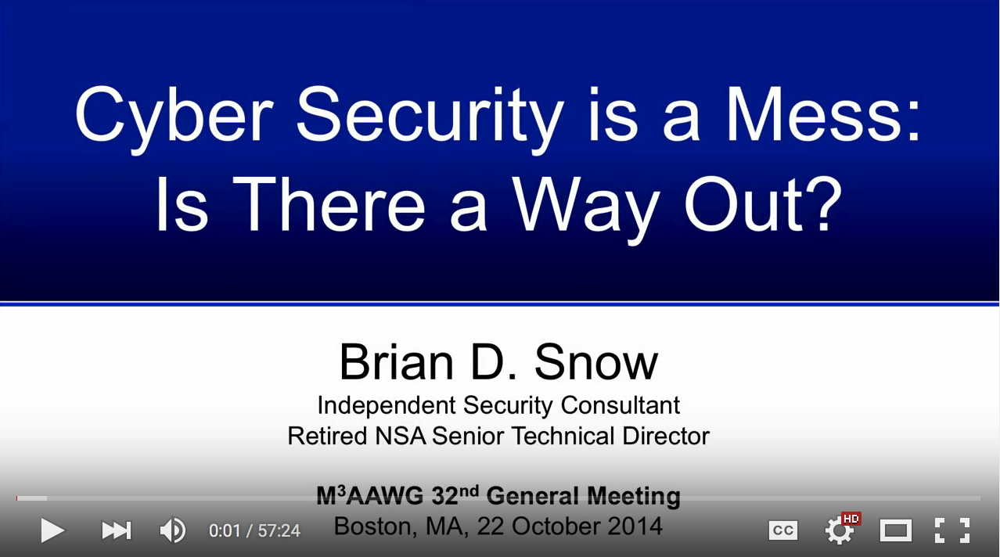 Cyber Security is a Mess:
Is There a Way Out?
Brian D. Snow
Independent Security Consultant
Retired NSA Senior Technical Director
M³AAWG 32ⁿᵈ General Meeting
Boston, MA, 22 October 2014
0:01 / 57:24
CC
HD